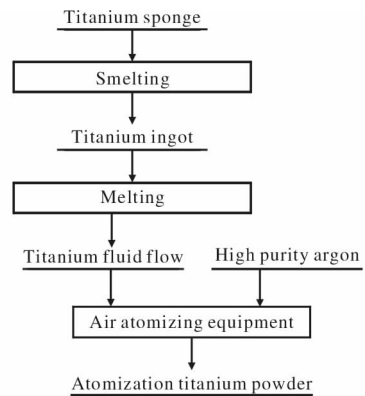 Titanium sponge
Smelting
Titanium ingot
Melting
Titanium fluid flow
High purity argon
Air atomizing equipment
Atomization titanium powder